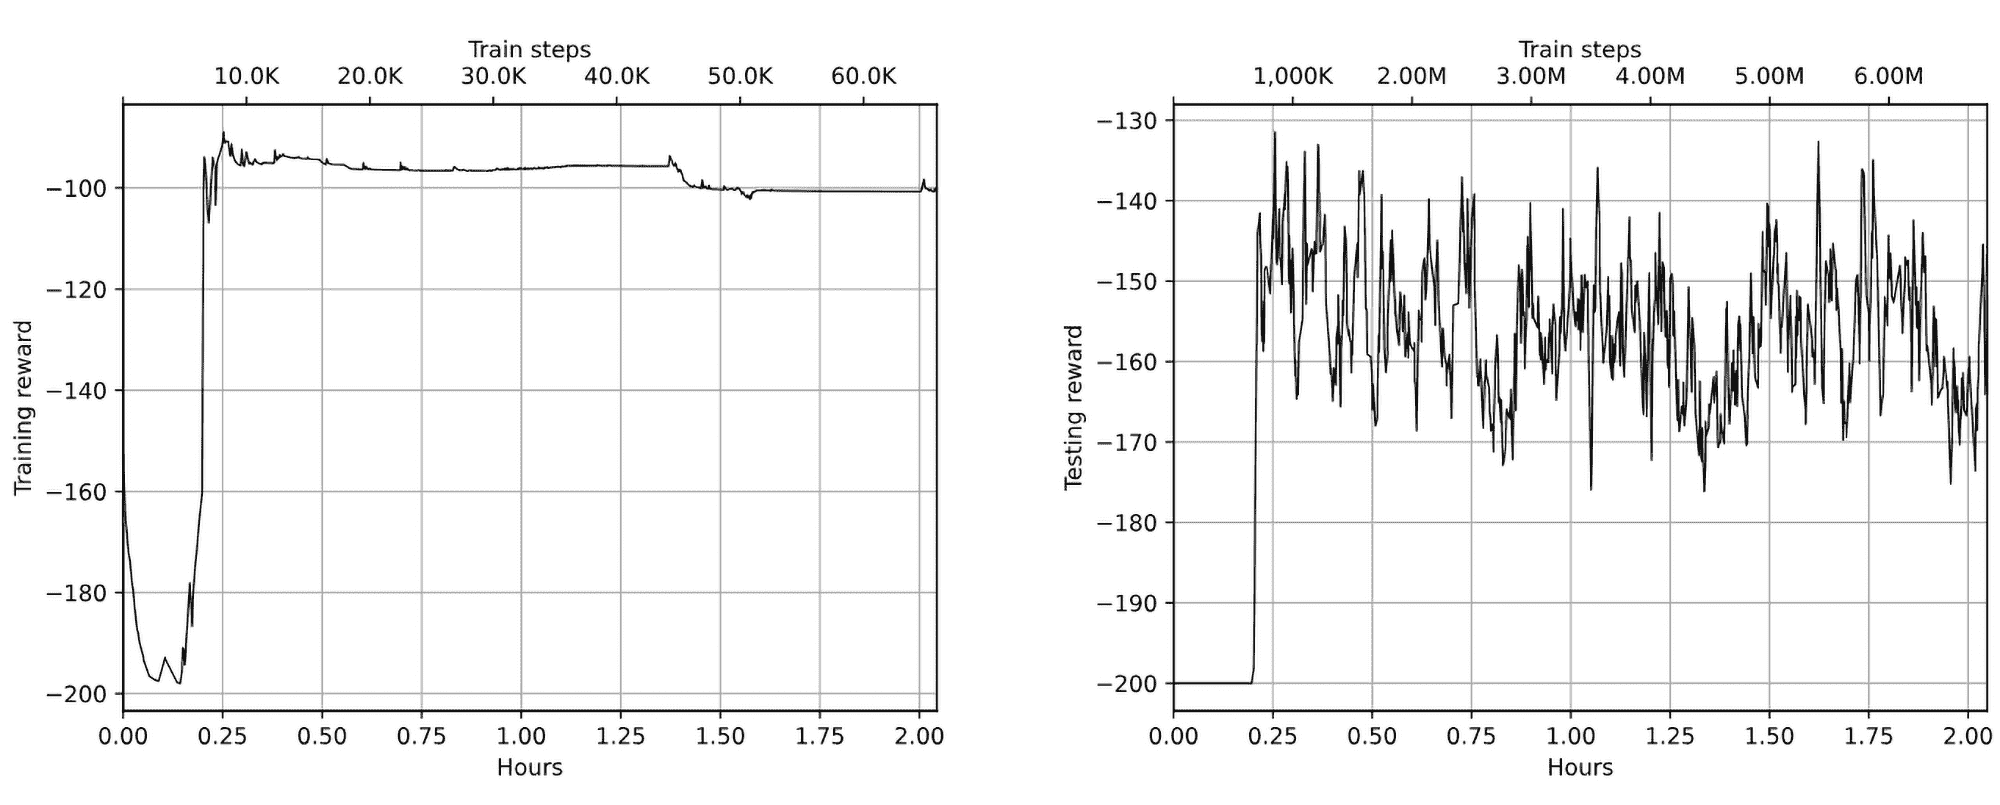 Train steps
10.0K 20.0K 30.0K 40.0K 50.0K 60.0K
−100
−120
−140
−160
−180
−200
Training reward
0.00 0.25 0.50 0.75 1.00 1.25 1.50 1.75 2.00
Hours
Train steps
1,000K 2.00M 3.00M 4.00M 5.00M 6.00M
−130
−140
−150
−160
−170
−180
−190
−200
Testing reward
0.00 0.25 0.50 0.75 1.00 1.25 1.50 1.75 2.00
Hours